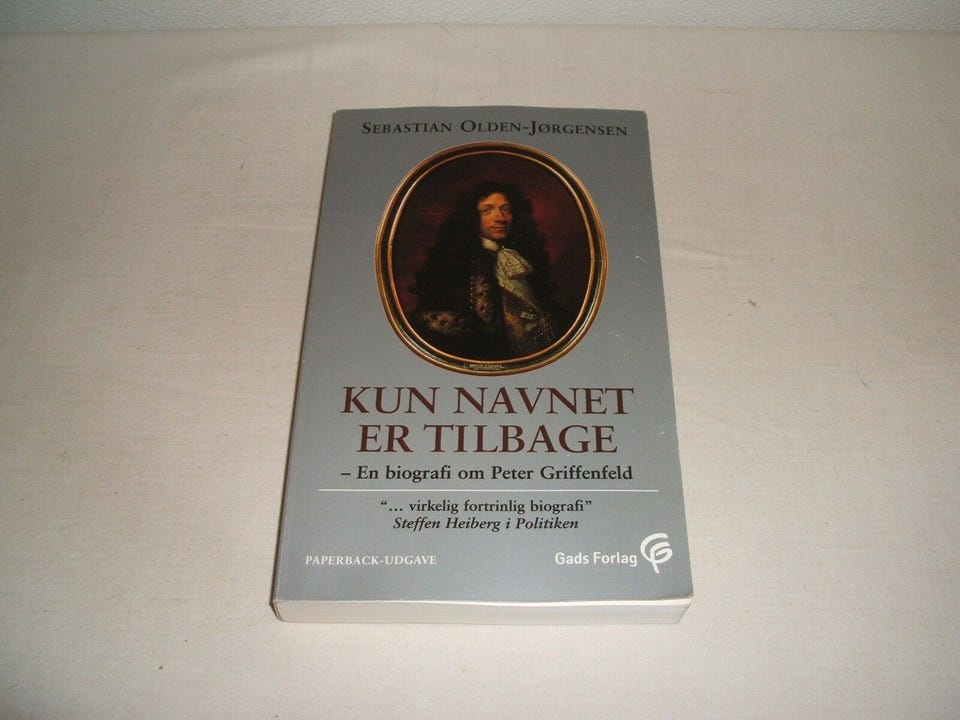 SEBASTIAN OLDEN-JØRGENSEN
KUN NAVNET
ER TILBAGE
– En biografi om Peter Griffenfeld
“... virkelig fortrinlig biografi”
Steffen Heiberg i Politiken
PAPERBACK-UDGAVE
Gads Forlag